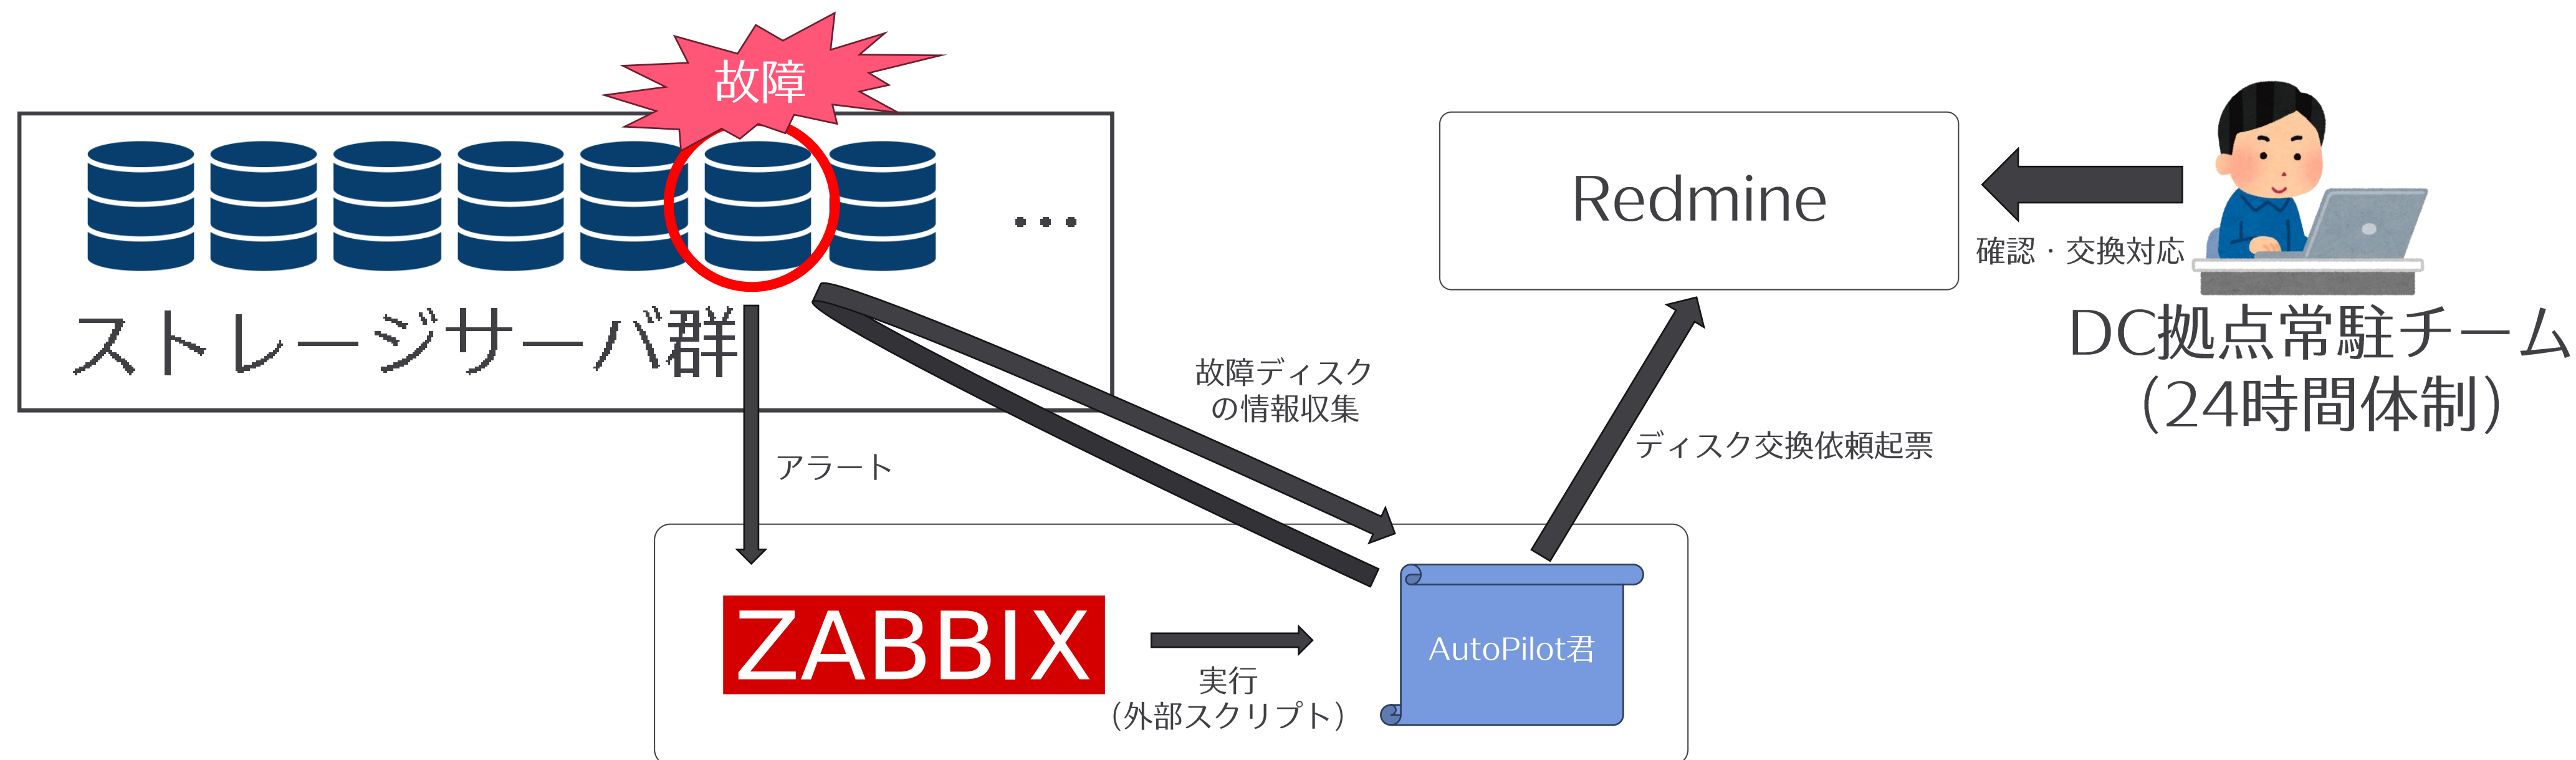 故障
ストレージサーバ群
…
Redmine
確認・交換対応
DC拠点常駐チーム
(24時間体制)
故障ディスク
の情報収集
ディスク交換依頼起票
アラート
ZABBIX
実行
(外部スクリプト)
AutoPilot君